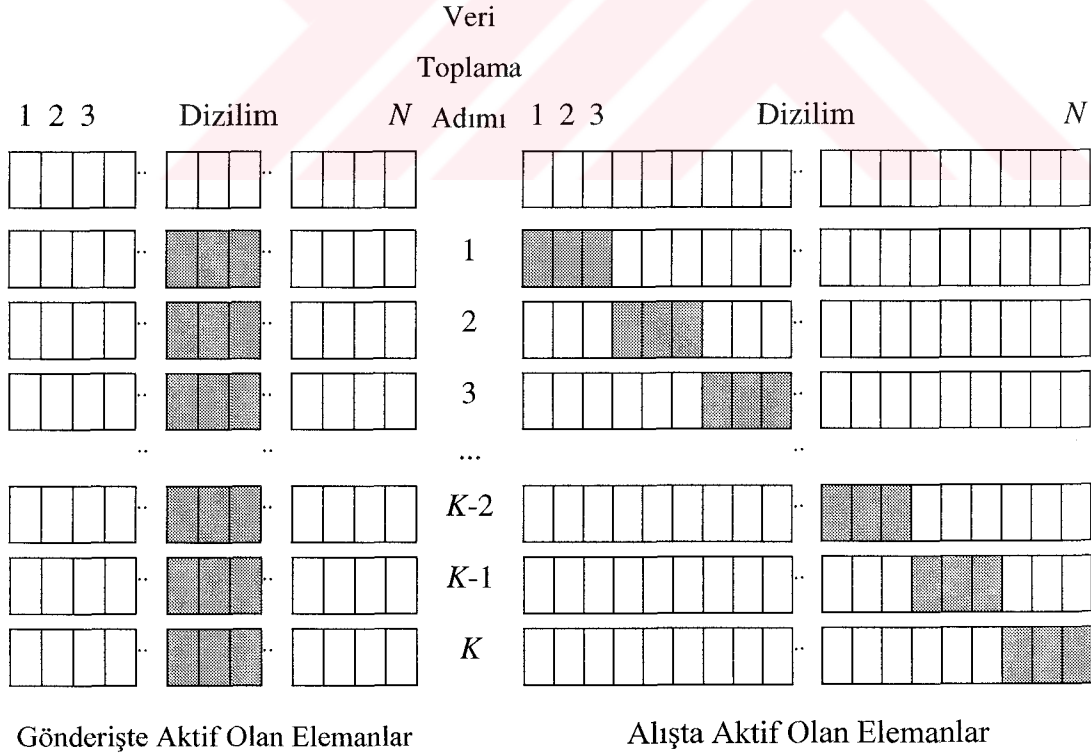 Veri
Toplama
1 2 3 Dizilim N Adımı 1 2 3 Dizilim N
1
2
3
...
K-2
K-1
K
Gönderişte Aktif Olan Elemanlar Alışta Aktif Olan Elemanlar